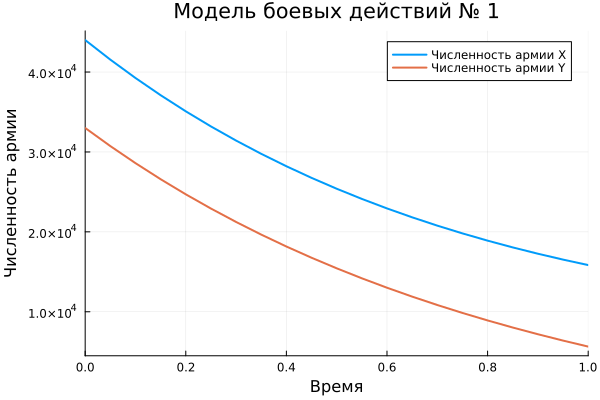 Модель боевых действий № 1
Численность армии X
Численность армии Y
Численность армии
4.0×10⁴
3.0×10⁴
2.0×10⁴
1.0×10⁴
0.0 0.2 0.4 0.6 0.8 1.0
Время